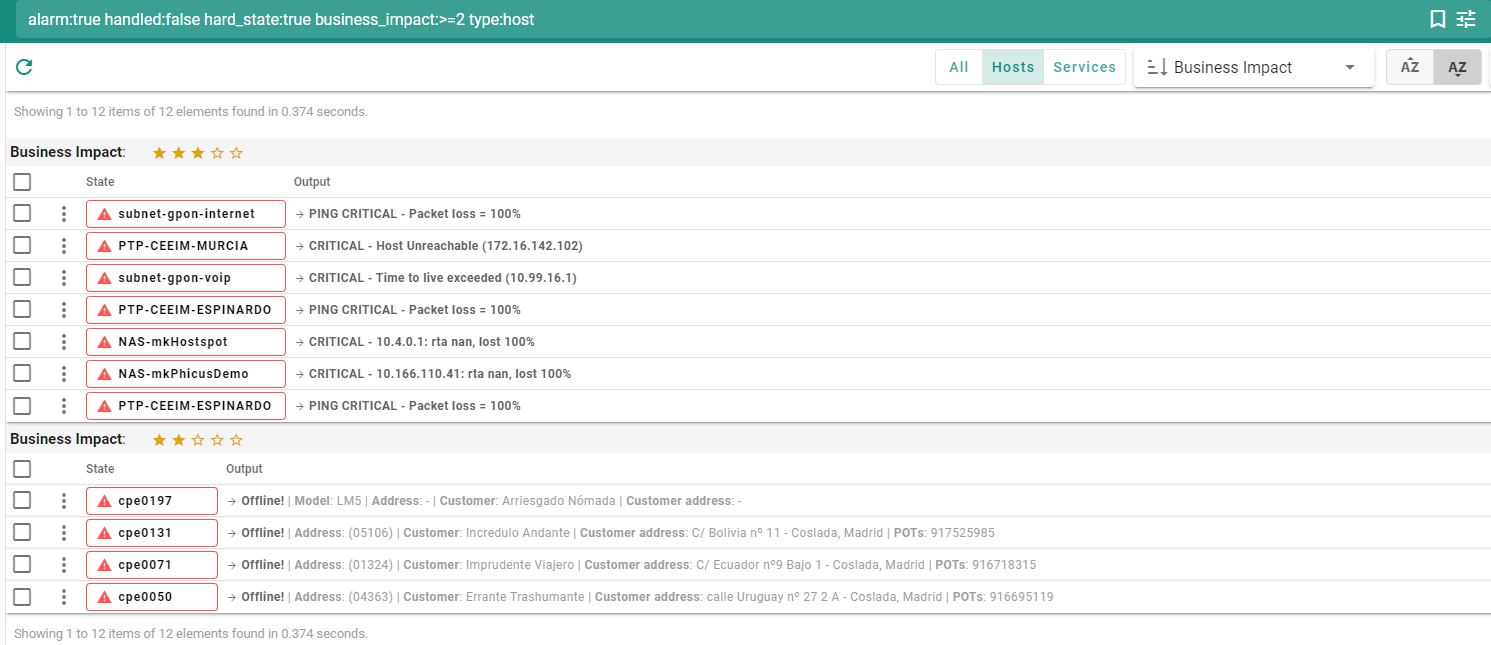 alarm:true handled:false hard_state:true business_impact:>=2 type:host
All Hosts Services Business Impact AZ AZ
Showing 1 to 12 items of 12 elements found in 0.374 seconds.
Business Impact:
State Output
subnet-gpon-internet → PING CRITICAL - Packet loss = 100%
PTP-CEEIM-MURCIA → CRITICAL - Host Unreachable (172.16.142.102)
subnet-gpon-voip → CRITICAL - Time to live exceeded (10.99.16.1)
PTP-CEEIM-ESPINARDO → PING CRITICAL - Packet loss = 100%
NAS-mkHostspot → CRITICAL - 10.4.0.1: rta nan, lost 100%
NAS-mkPhicusDemo → CRITICAL - 10.166.110.41: rta nan, lost 100%
PTP-CEEIM-ESPINARDO → PING CRITICAL - Packet loss = 100%
Business Impact:
State Output
cpe0197 → Offline! | Model: LM5 | Address: - | Customer: Arriesgado Nómada | Customer address: -
cpe0131 → Offline! | Address: (05106) | Customer: Incredulo Andante | Customer address: C/ Bolivia nº 11 - Coslada, Madrid | POTs: 917525985
cpe0071 → Offline! | Address: (01324) | Customer: Imprudente Viajero | Customer address: C/ Ecuador nº9 Bajo 1 - Coslada, Madrid | POTs: 916718315
cpe0050 → Offline! | Address: (04363) | Customer: Errante Trashumante | Customer address: calle Uruguay nº 27 2 A - Coslada, Madrid | POTs: 916695119
Showing 1 to 12 items of 12 elements found in 0.374 seconds.